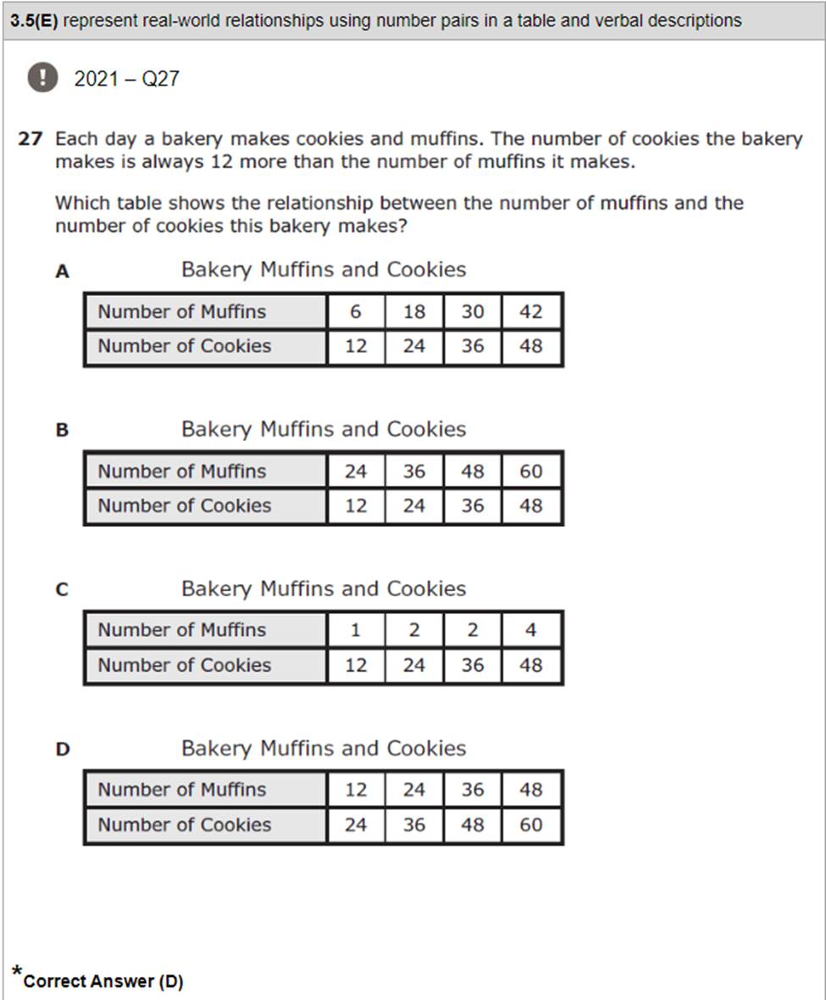 3.5(E) represent real-world relationships using number pairs in a table and verbal descriptions
! 2021 – Q27
27 Each day a bakery makes cookies and muffins. The number of cookies the bakery
makes is always 12 more than the number of muffins it makes.
Which table shows the relationship between the number of muffins and the
number of cookies this bakery makes?
A Bakery Muffins and Cookies
Number of Muffins 6 18 30 42
Number of Cookies 12 24 36 48
B Bakery Muffins and Cookies
Number of Muffins 24 36 48 60
Number of Cookies 12 24 36 48
C Bakery Muffins and Cookies
Number of Muffins 1 2 2 4
Number of Cookies 12 24 36 48
D Bakery Muffins and Cookies
Number of Muffins 12 24 36 48
Number of Cookies 24 36 48 60
*Correct Answer (D)